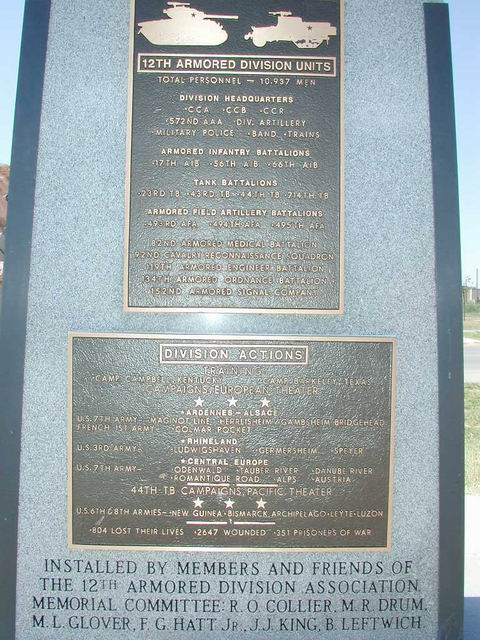 12TH ARMORED DIVISION UNITS
TOTAL PERSONNEL — 10,937 MEN
DIVISION HEADQUARTERS
•CCA •CCB •CCR
•572ND AAA •DIV. ARTILLERY
•MILITARY POLICE •BAND •TRAINS
ARMORED INFANTRY BATTALIONS
•17TH AIB •56TH A.I.B. •66TH AIB
TANK BATTALIONS
•23RD TB •43RD TB •44TH TB •714TH TB
ARMORED FIELD ARTILLERY BATTALIONS
•493RD AFA •494TH AFA •495TH AFA
82ND ARMORED MEDICAL BATTALION
92ND CAVALRY RECONNAISSANCE SQUADRON
119TH ARMORED ENGINEER BATTALION
134TH ARMORED ORDNANCE BATTALION
152ND ARMORED SIGNAL COMPANY
DIVISION ACTIONS
TRAINING
•CAMP CAMPBELL, KENTUCKY •CAMP BARKELEY, TEXAS
CAMPAIGNS, EUROPEAN THEATER
★ARDENNES – ALSACE
U.S. 7TH ARMY— •MAGINOT LINE •HERRLISHEIM •GAMBSHEIM BRIDGEHEAD
FRENCH 1ST ARMY— •COLMAR POCKET
★RHINELAND
U.S. 3RD ARMY— •LUDWIGSHAVEN •GERMERSHEIM •SPEYER
★CENTRAL EUROPE
U.S. 7TH ARMY— •ODENWALD •TAUBER RIVER •DANUBE RIVER
•ROMANTIQUE ROAD •ALPS •AUSTRIA
44TH TB CAMPAIGNS, PACIFIC THEATER
U.S. 6TH & 8TH ARMIES— •NEW GUINEA •BISMARCK ARCHIPELAGO •LEYTE •LUZON
•804 LOST THEIR LIVES •2647 WOUNDED •351 PRISONERS OF WAR
INSTALLED BY MEMBERS AND FRIENDS OF
THE 12TH ARMORED DIVISION ASSOCIATION
MEMORIAL COMMITTEE: R.O. COLLIER, M.R. DRUM,
M.L. GLOVER, F.G. HATT JR., J.J. KING, B. LEFTWICH.